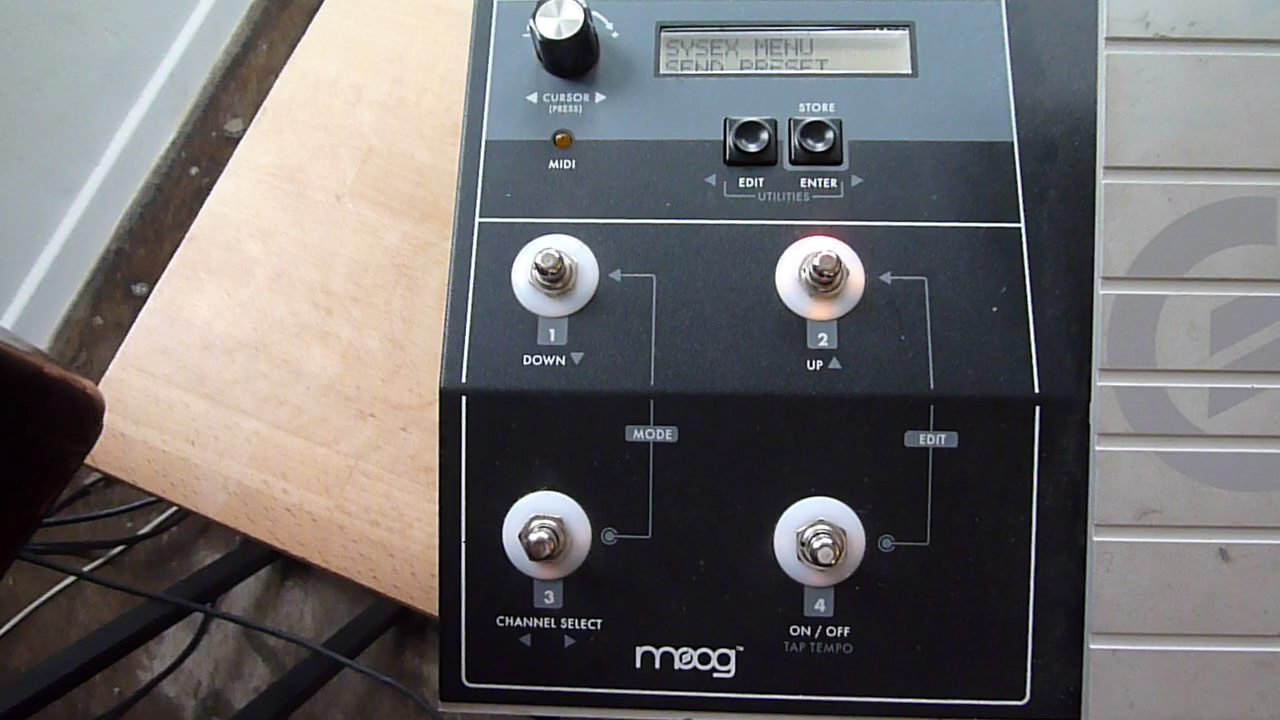 SYSEX MENU
SEND PRESET
- +
CURSOR
(PRESS)
STORE
MIDI
EDIT ENTER
UTILITIES
1
DOWN
2
UP
MODE
EDIT
3
CHANNEL SELECT
4
ON / OFF
TAP TEMPO
moog™